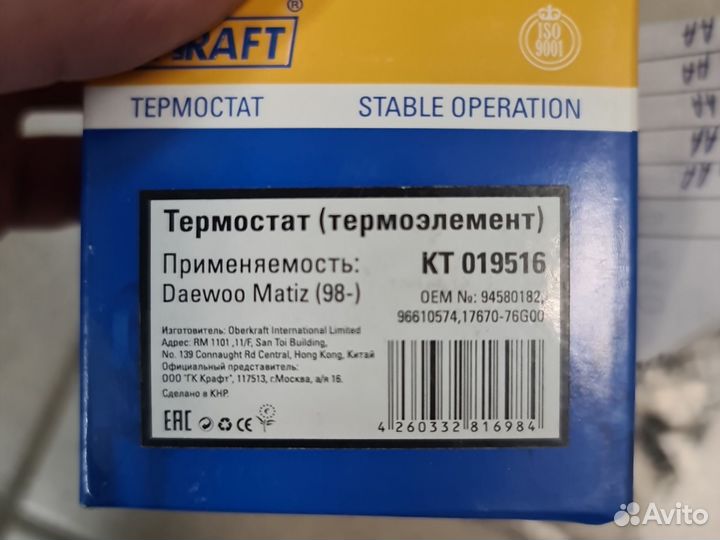 KRAFT ®
ISO
9001
ТЕРМОСТАТ STABLE OPERATION
Термостат (термоэлемент)
Применяемость: KT 019516
Daewoo Matiz (98-) OEM №: 94580182,
96610574,17670-76G00
Изготовитель: Oberkraft International Limited
Адрес: RM 1101 ,11/F, San Toi Building,
No. 139 Connaught Rd Central, Hong Kong, Китай
Официальный представитель:
ООО "ГК Крафт", 117513, г.Москва, а/я 16.
Сделано в КНР.
EAC CE
4 260332 816984
Avito